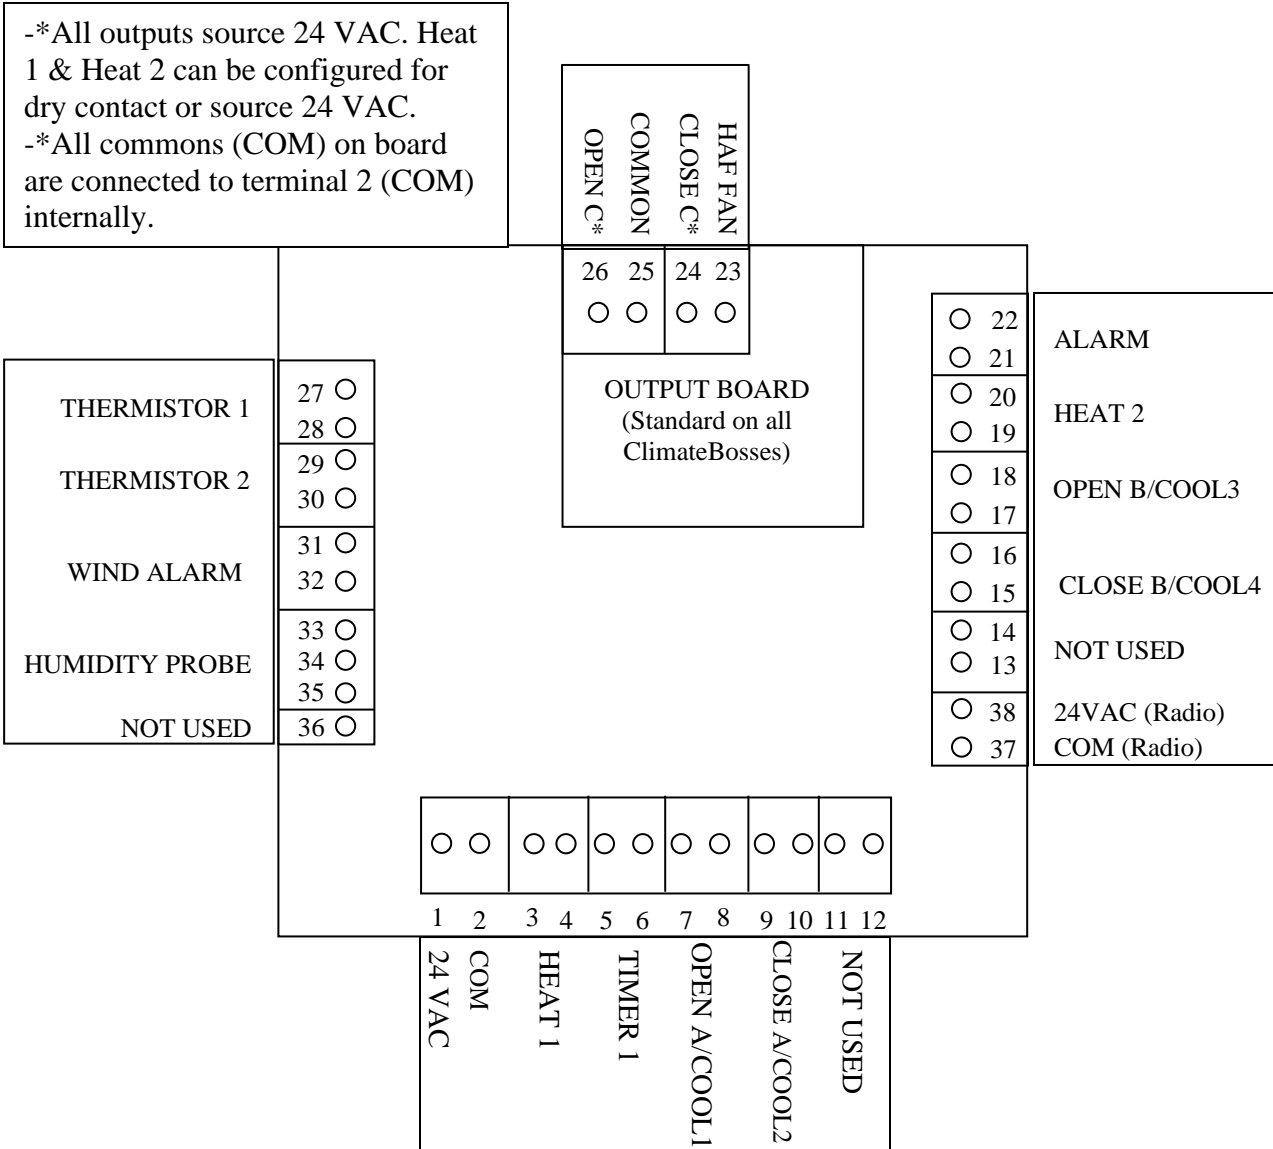 -*All outputs source 24 VAC. Heat
1 & Heat 2 can be configured for
dry contact or source 24 VAC.
-*All commons (COM) on board
are connected to terminal 2 (COM)
internally.
OPEN C*
COMMON
CLOSE C*
HAF FAN
26 25 24 23
OUTPUT BOARD
(Standard on all
ClimateBosses)
THERMISTOR 1
27
28
THERMISTOR 2
29
30
WIND ALARM
31
32
HUMIDITY PROBE
33
34
35
NOT USED
36
22
21
ALARM
20
19
HEAT 2
18
17
OPEN B/COOL3
16
15
CLOSE B/COOL4
14
13
NOT USED
38
24VAC (Radio)
37
COM (Radio)
1 2 3 4 5 6 7 8 9 10 11 12
24 VAC
COM
HEAT 1
TIMER 1
OPEN A/COOL1
CLOSE A/COOL2
NOT USED